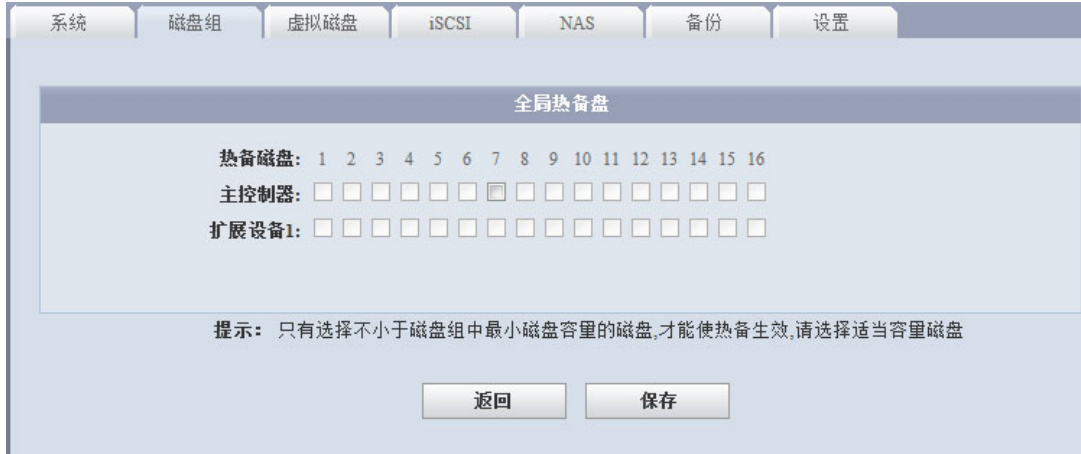 系统 磁盘组 虚拟磁盘 iSCSI NAS 备份 设置
全局热备盘
热备磁盘: 1 2 3 4 5 6 7 8 9 10 11 12 13 14 15 16
主控制器:
扩展设备1:
提示: 只有选择不小于磁盘组中最小磁盘容量的磁盘,才能使热备生效,请选择适当容量磁盘
返回 保存